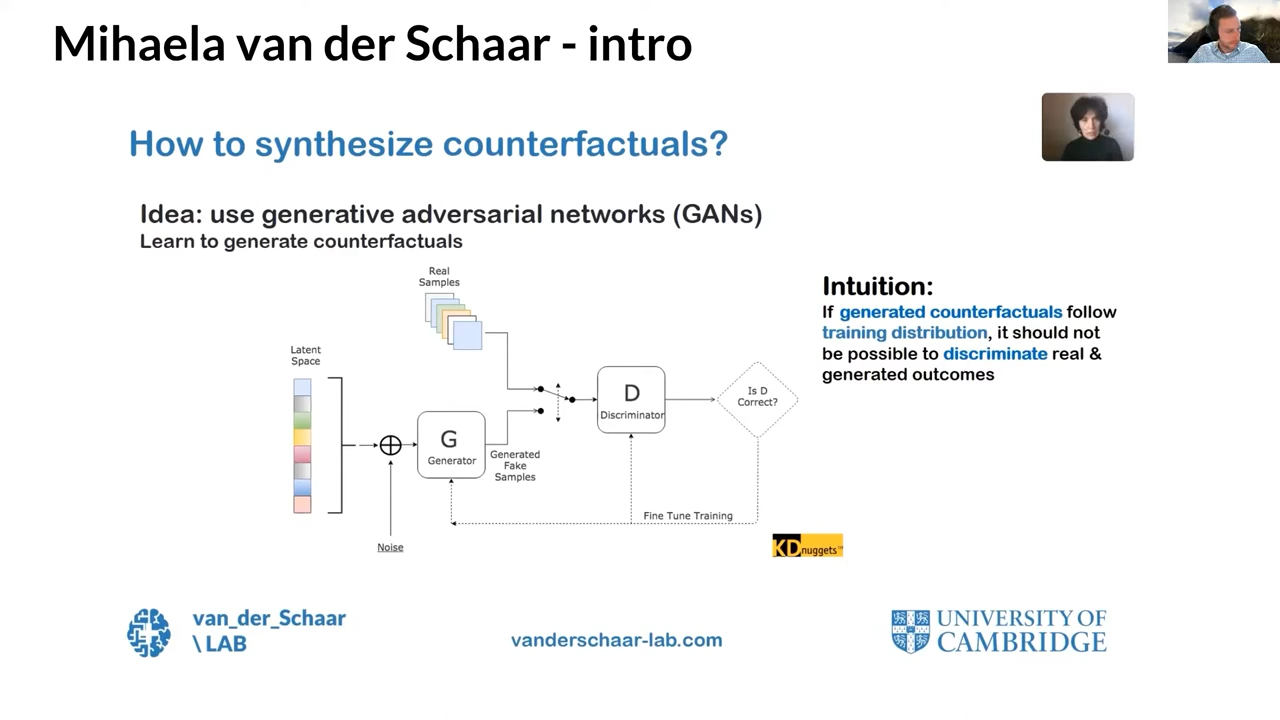 Mihaela van der Schaar - intro
How to synthesize counterfactuals?
Idea: use generative adversarial networks (GANs)
Learn to generate counterfactuals
Real
Samples
Latent
Space
G
Generator
Noise
Generated
Fake
Samples
D
Discriminator
Is D
Correct?
Fine Tune Training
Intuition:
If generated counterfactuals follow
training distribution, it should not
be possible to discriminate real &
generated outcomes
KDnuggets™
van_der_Schaar
\ LAB
vanderschaar-lab.com
UNIVERSITY OF
CAMBRIDGE